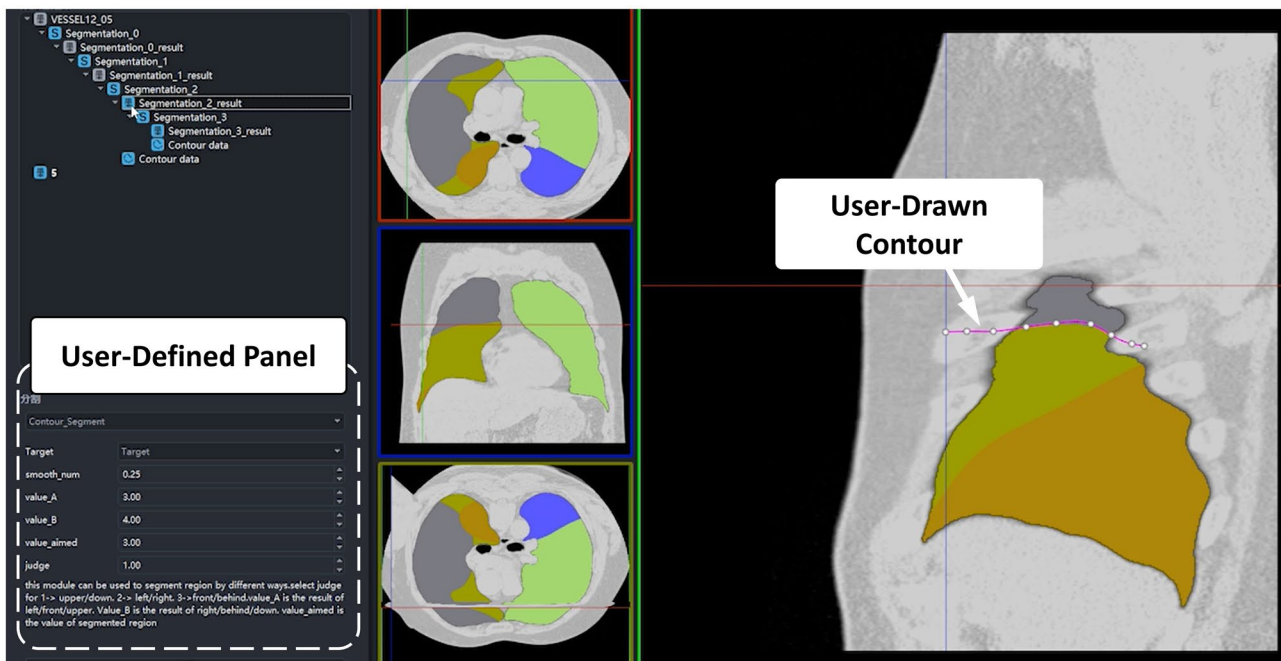 VESSEL12_05
Segmentation_0
Segmentation_0_result
Segmentation_1
Segmentation_1_result
Segmentation_2
Segmentation_2_result
Segmentation_3
Segmentation_3_result
Contour data
Contour data
5
User-Defined Panel
分割
Contour_Segment
Target Target
smooth_num 0.25
value_A 3.00
value_B 4.00
value_aimed 3.00
judge 1.00
this module can be used to segment region by different ways.select judge
for 1-> upper/down. 2-> left/right. 3->front/behind.value_A is the result of
left/front/upper. Value_B is the result of right/behind/down. value_aimed is
the value of segmented region
User-Drawn
Contour